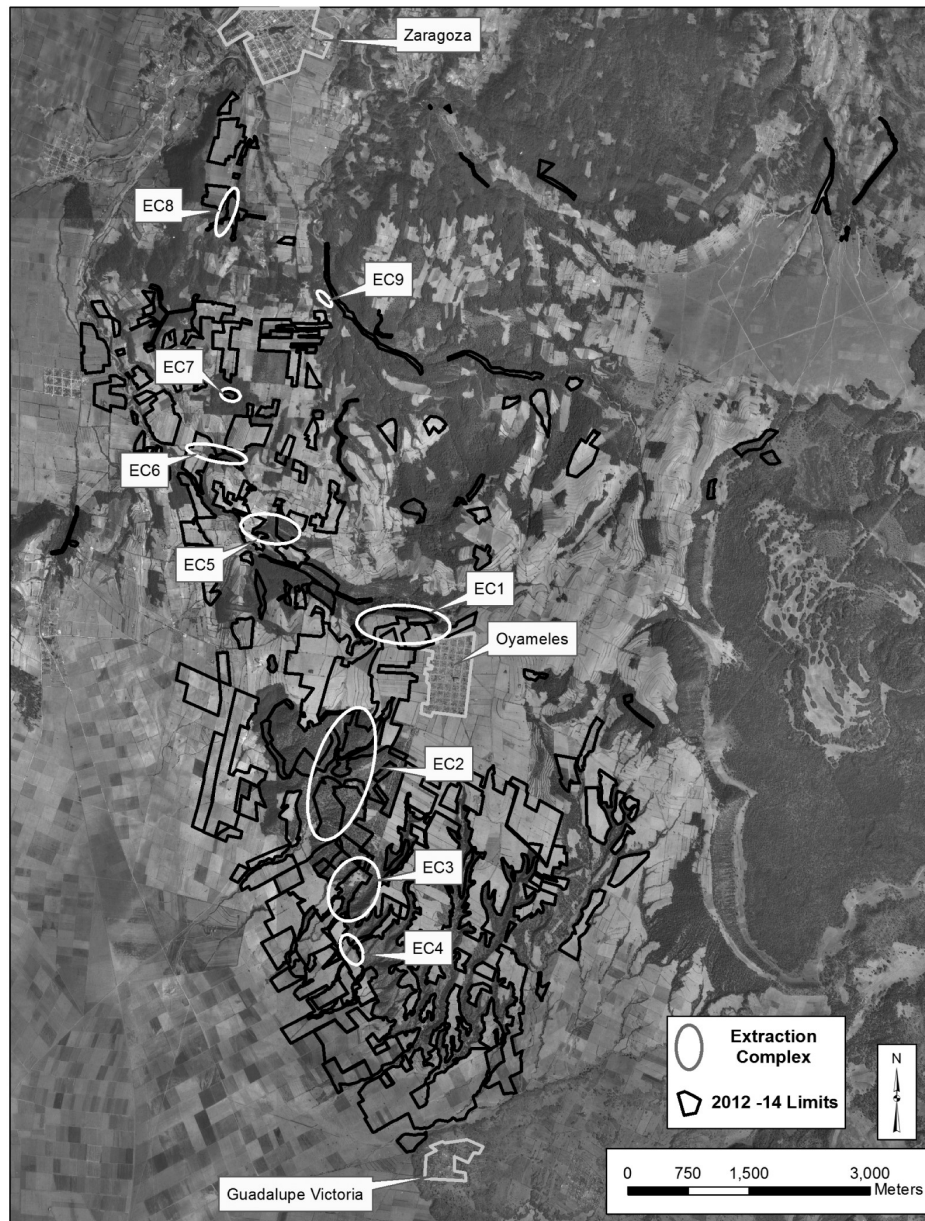 Zaragoza
EC8
EC9
EC7
EC6
EC5
EC1
Oyameles
EC2
EC3
EC4
Extraction
Complex
2012 -14 Limits
N
0 750 1,500 3,000
Meters
Guadalupe Victoria